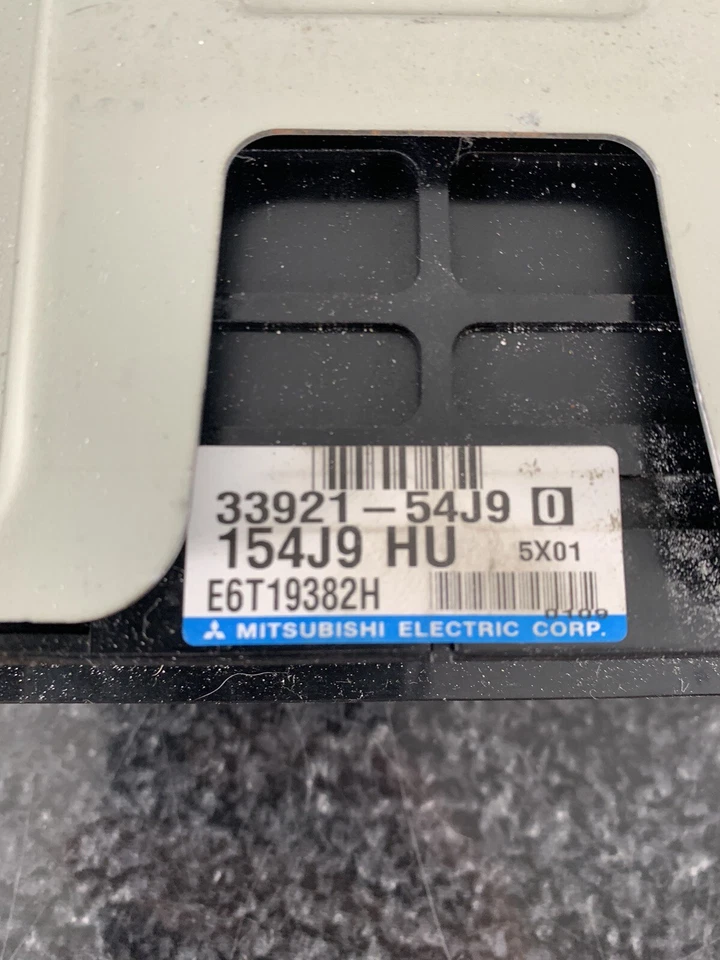 33921-54J9 0
154J9 HU 5X01
E6T19382H
MITSUBISHI ELECTRIC CORP.